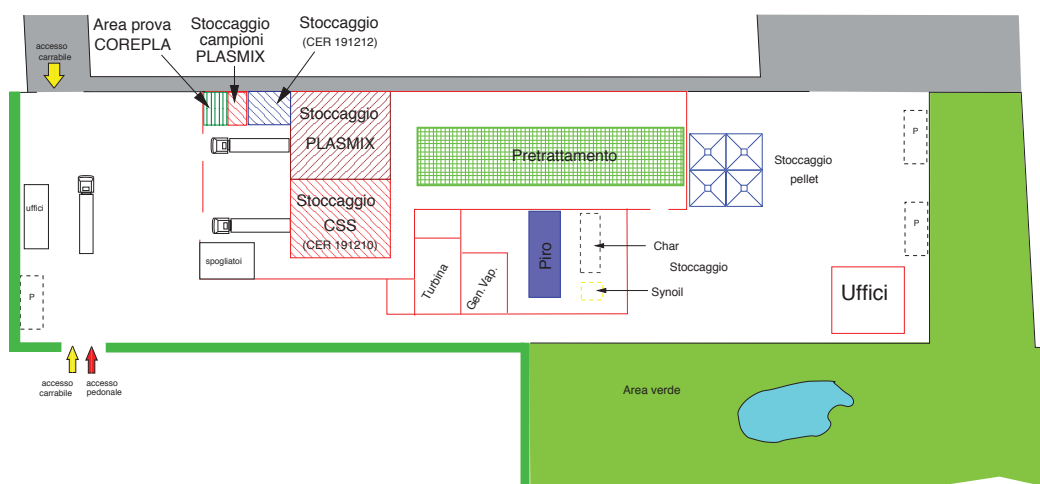 Area prova
COREPLA
Stoccaggio
campioni
PLASMIX
Stoccaggio
(CER 191212)
accesso
carrabile
Stoccaggio
PLASMIX
Pretrattamento
Stoccaggio
pellet
P
uffici
Stoccaggio
CSS
(CER 191210)
P
spogliatoi
Turbina
Gen. Vap.
Piro
Char
Stoccaggio
Synoil
Uffici
P
accesso
carrabile
accesso
pedonale
Area verde